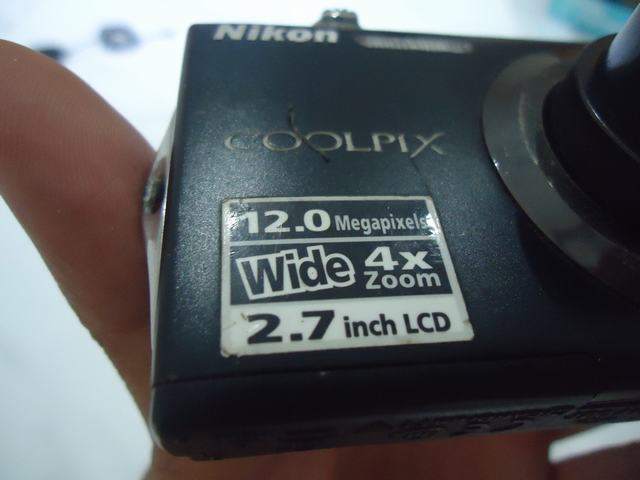 Nikon
COOLPIX
12.0 Megapixels
Wide 4x Zoom
2.7 inch LCD